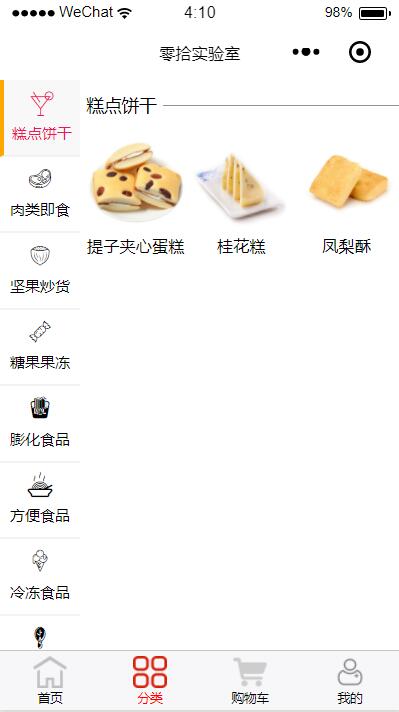 WeChat 4:10 98%
零拾实验室
糕点饼干
肉类即食
坚果炒货
糖果果冻
膨化食品
方便食品
冷冻食品
糕点饼干
提子夹心蛋糕 桂花糕 凤梨酥
首页 分类 购物车 我的